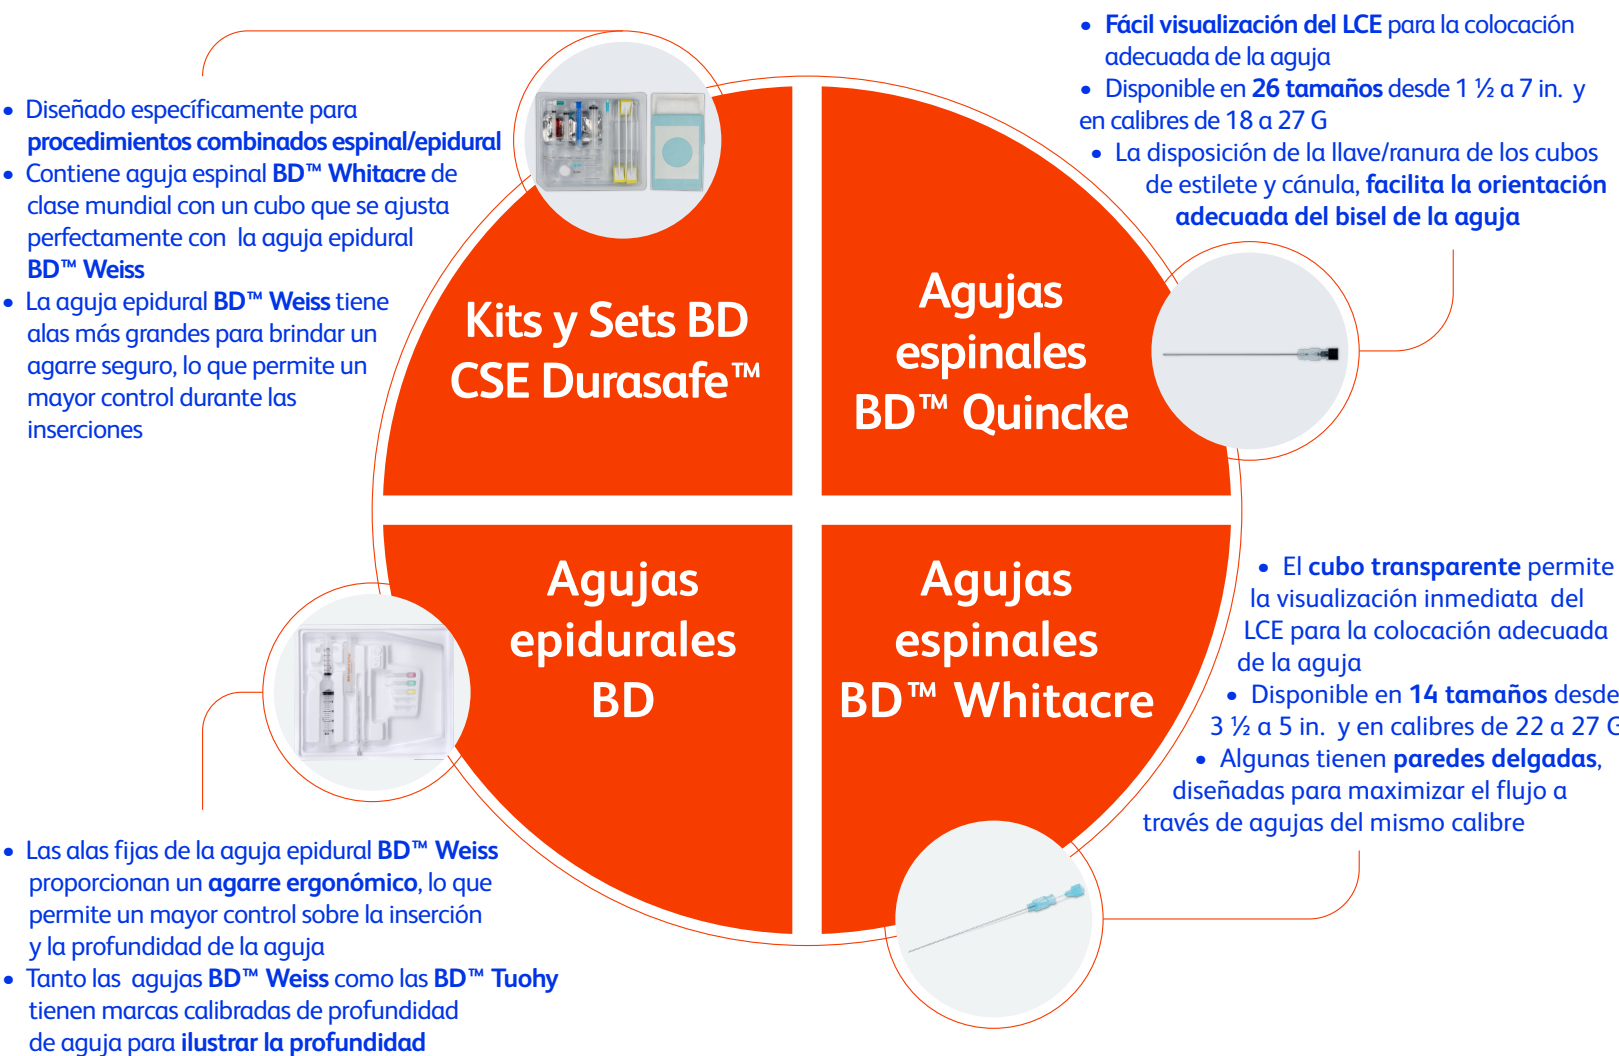 • Diseñado específicamente para
procedimientos combinados espinal/epidural
• Contiene aguja espinal BD™ Whitacre de
clase mundial con un cubo que se ajusta
perfectamente con la aguja epidural
BD™ Weiss
• La aguja epidural BD™ Weiss tiene
alas más grandes para brindar un
agarre seguro, lo que permite un
mayor control durante las
inserciones
• Fácil visualización del LCE para la colocación
adecuada de la aguja
• Disponible en 26 tamaños desde 1 ½ a 7 in. y
en calibres de 18 a 27 G
• La disposición de la llave/ranura de los cubos
de estilete y cánula, facilita la orientación
adecuada del bisel de la aguja
Kits y Sets BD
CSE Durasafe™
Agujas
espinales
BD™ Quincke
Agujas
epidurales
BD
Agujas
espinales
BD™ Whitacre
• El cubo transparente permite
la visualización inmediata del
LCE para la colocación adecuada
de la aguja
• Disponible en 14 tamaños desde
3 ½ a 5 in. y en calibres de 22 a 27 G
• Algunas tienen paredes delgadas,
diseñadas para maximizar el flujo a
través de agujas del mismo calibre
• Las alas fijas de la aguja epidural BD™ Weiss
proporcionan un agarre ergonómico, lo que
permite un mayor control sobre la inserción
y la profundidad de la aguja
• Tanto las agujas BD™ Weiss como las BD™ Tuohy
tienen marcas calibradas de profundidad
de aguja para ilustrar la profundidad